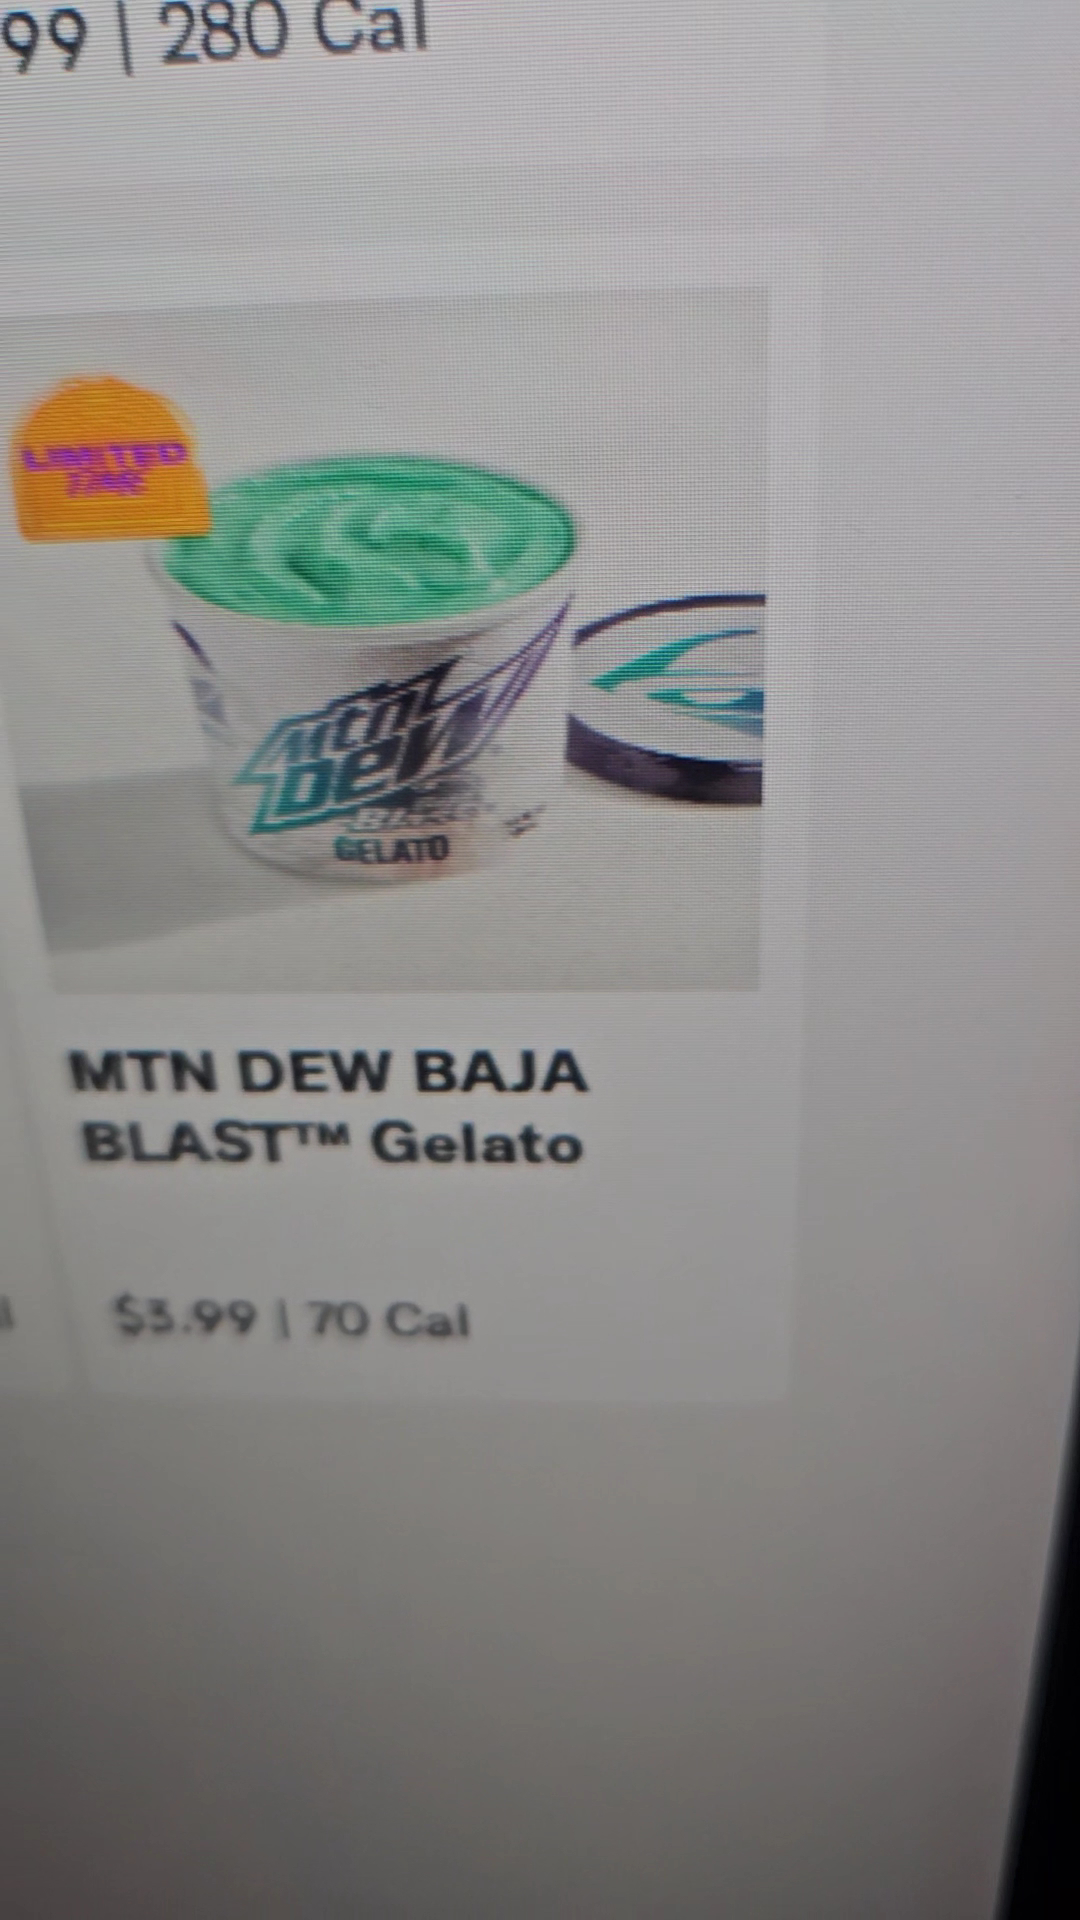 99 | 280 Cal
LIMITED
TIME
Mtn
Dew
GELATO
MTN DEW BAJA
BLAST™ Gelato
$3.99 | 70 Cal